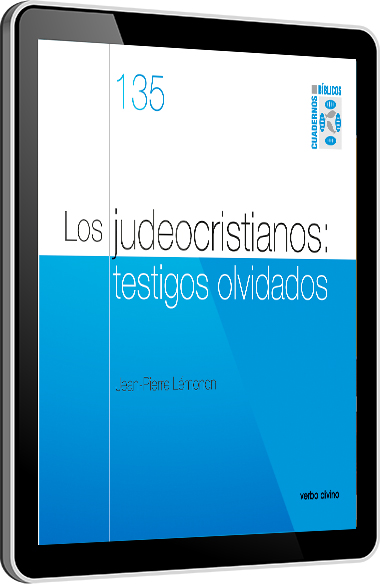 135
CUADERNOS
BÍBLICOS
Los judeocristianos:
testigos olvidados
Jean-Pierre Lémonon
verbo divino